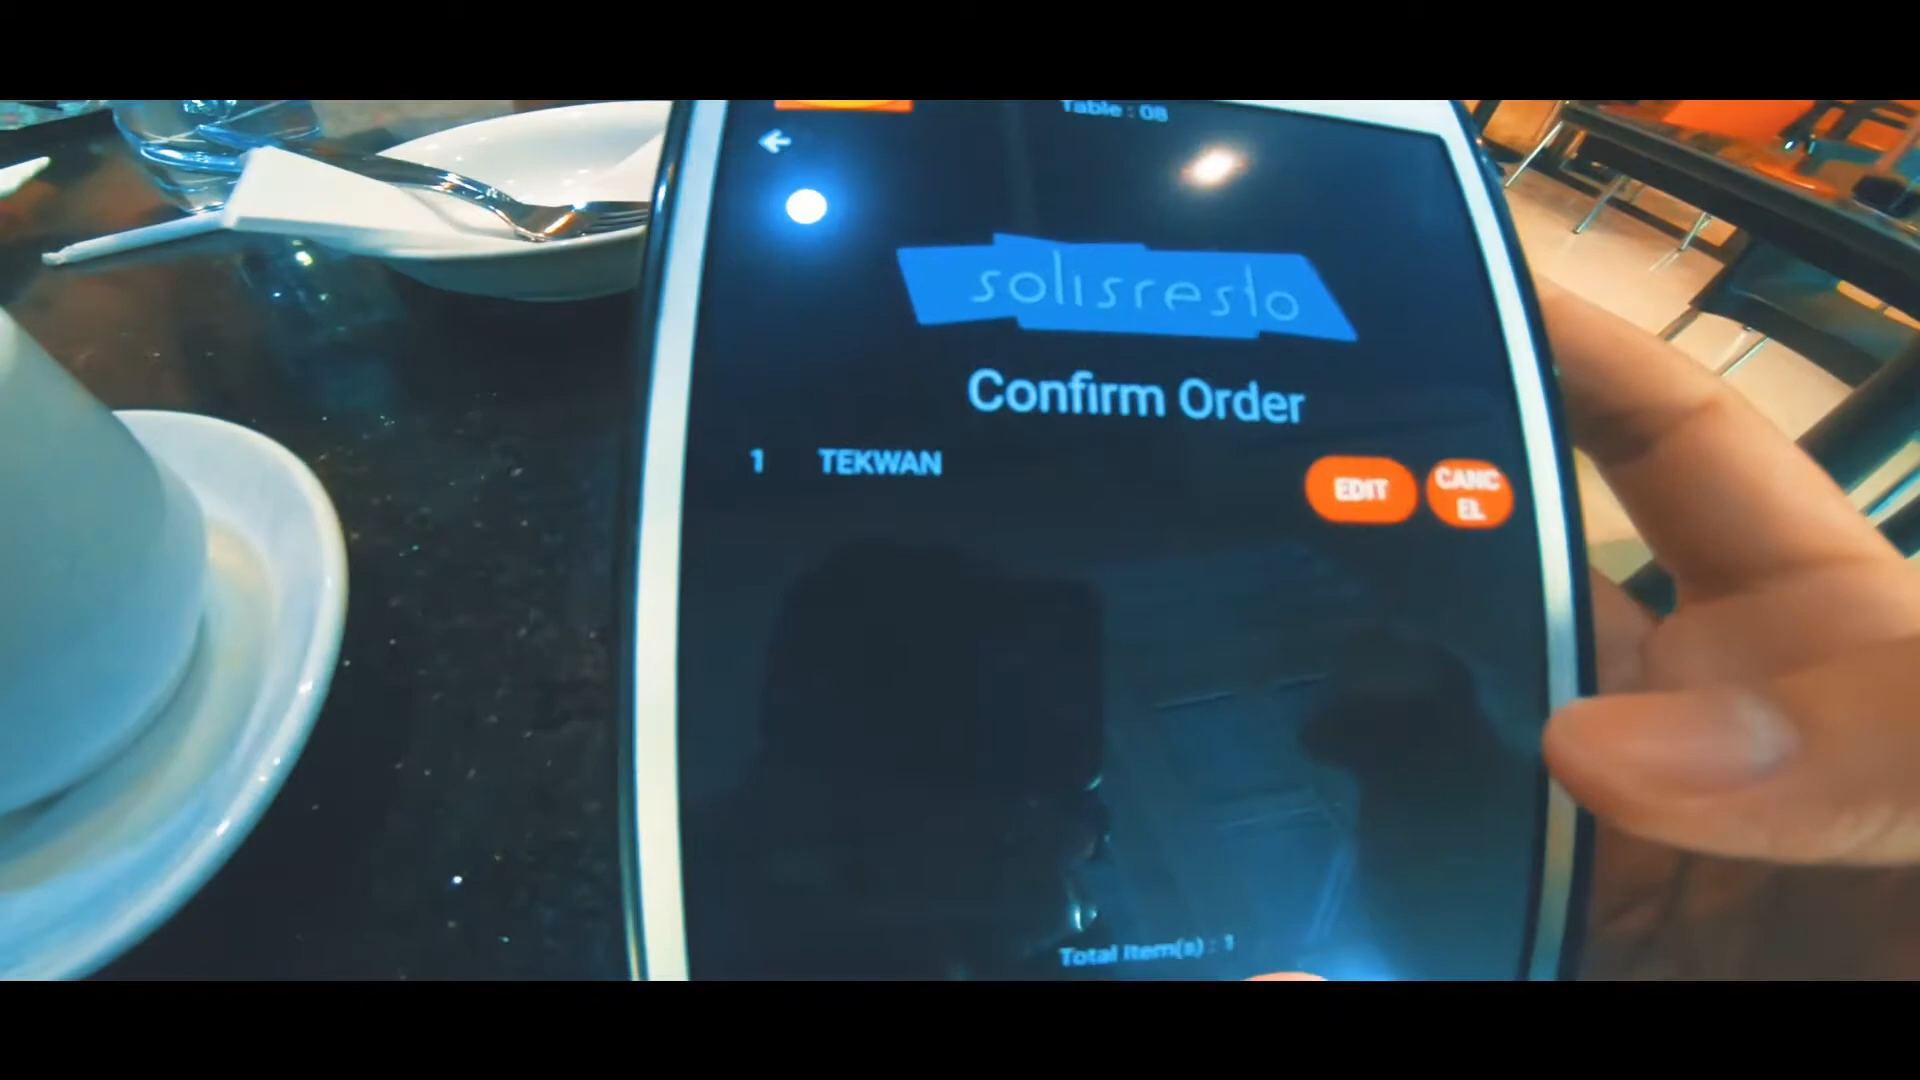 Table : 08
solisresto
Confirm Order
1 TEKWAN
EDIT
CANC
EL
Total Item(s) : 1